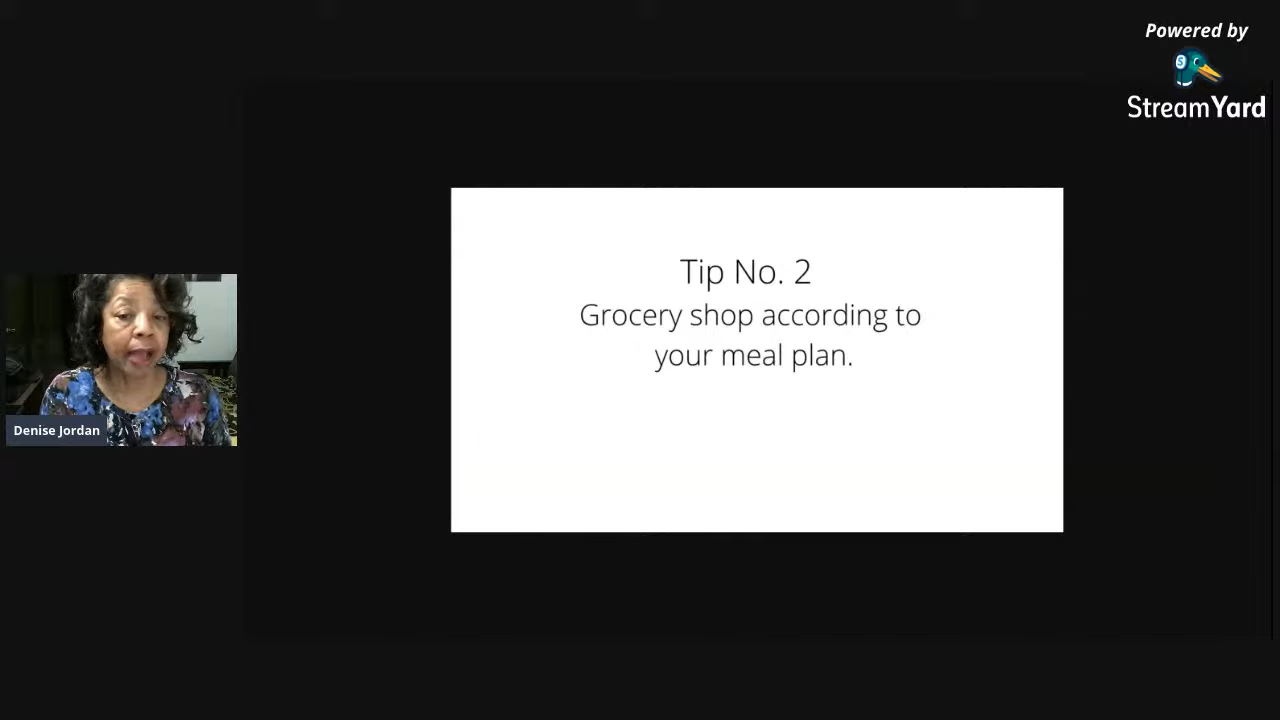 Powered by
StreamYard
Tip No. 2
Grocery shop according to
your meal plan.
Denise Jordan